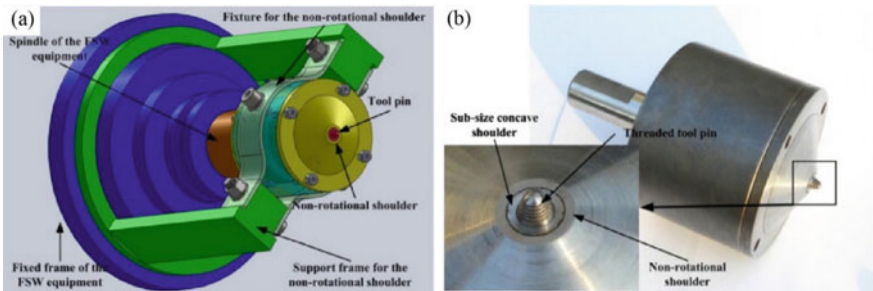 (a)
Fixture for the non-rotational shoulder
Spindle of the FSW
equipment
Tool pin
Non-rotational shoulder
Fixed frame of the
FSW equipment
Support frame for the
non-rotational shoulder
(b)
Sub-size concave
shoulder
Threaded tool pin
Non-rotational
shoulder